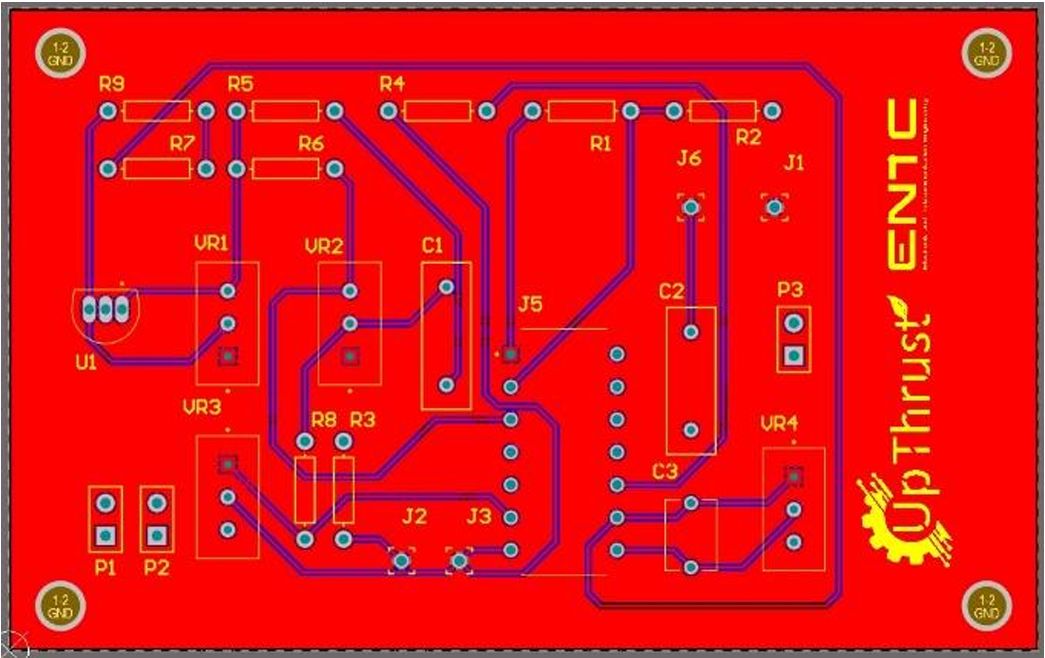 1-2
GND
1-2
GND
R9
R5
R4
R7
R6
R1
R2
J6
J1
ENTC
VR1
VR2
C1
C2
P3
J5
U1
VR3
R8
R3
VR4
C3
J2
J3
UpThrust
P1
P2
1-2
GND
1-2
GND